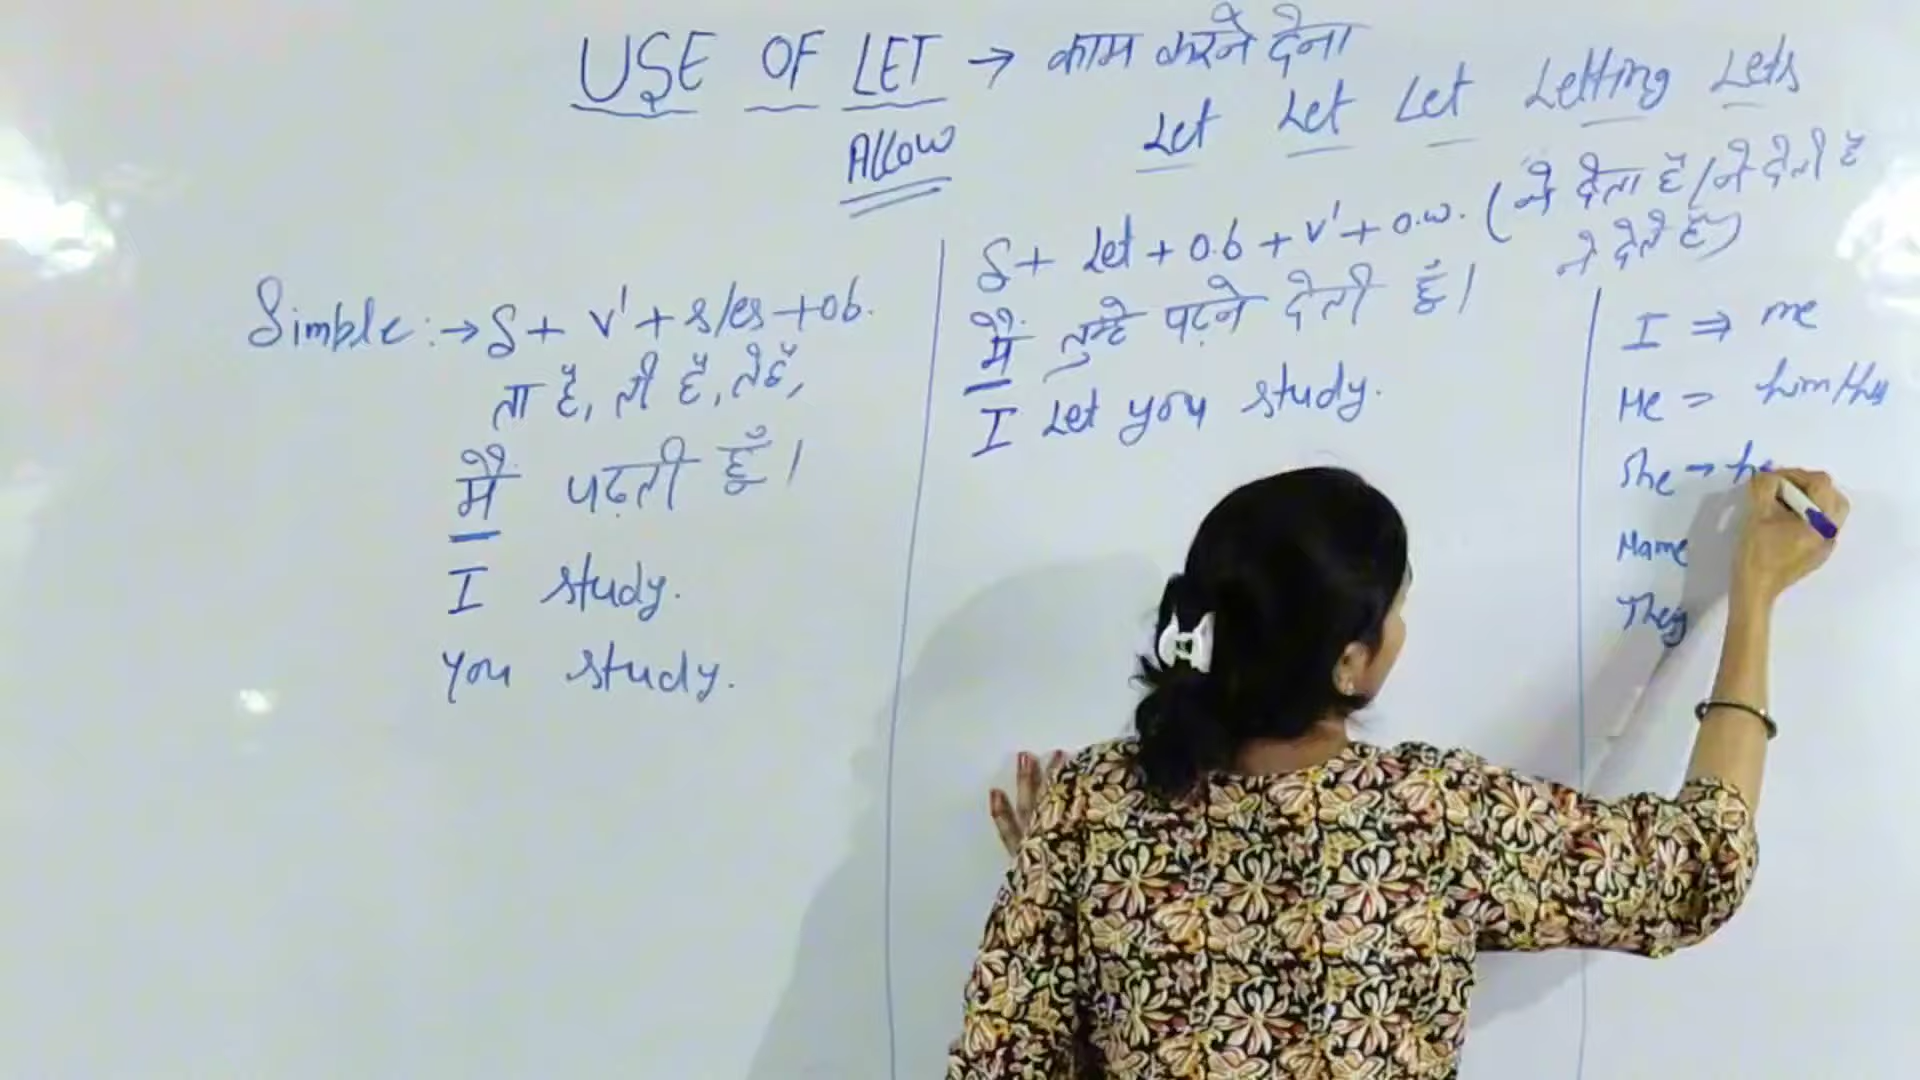 USE OF LET → काम करने देना
Allow
Let Let Let Letting Lets
Simple :→ S + V' + s/es + ob.
ता है, ती है, ते हैं,
मैं पढ़ती हूँ।
I study.
You study.
S + Let + o.b + V' + o.w. (ने देता है / ने देती है
ने देते हैं)
मैं तुम्हे पढ़ने देती हूँ।
I Let you study.
I ⇒ me
He = him
She → he
Name
They